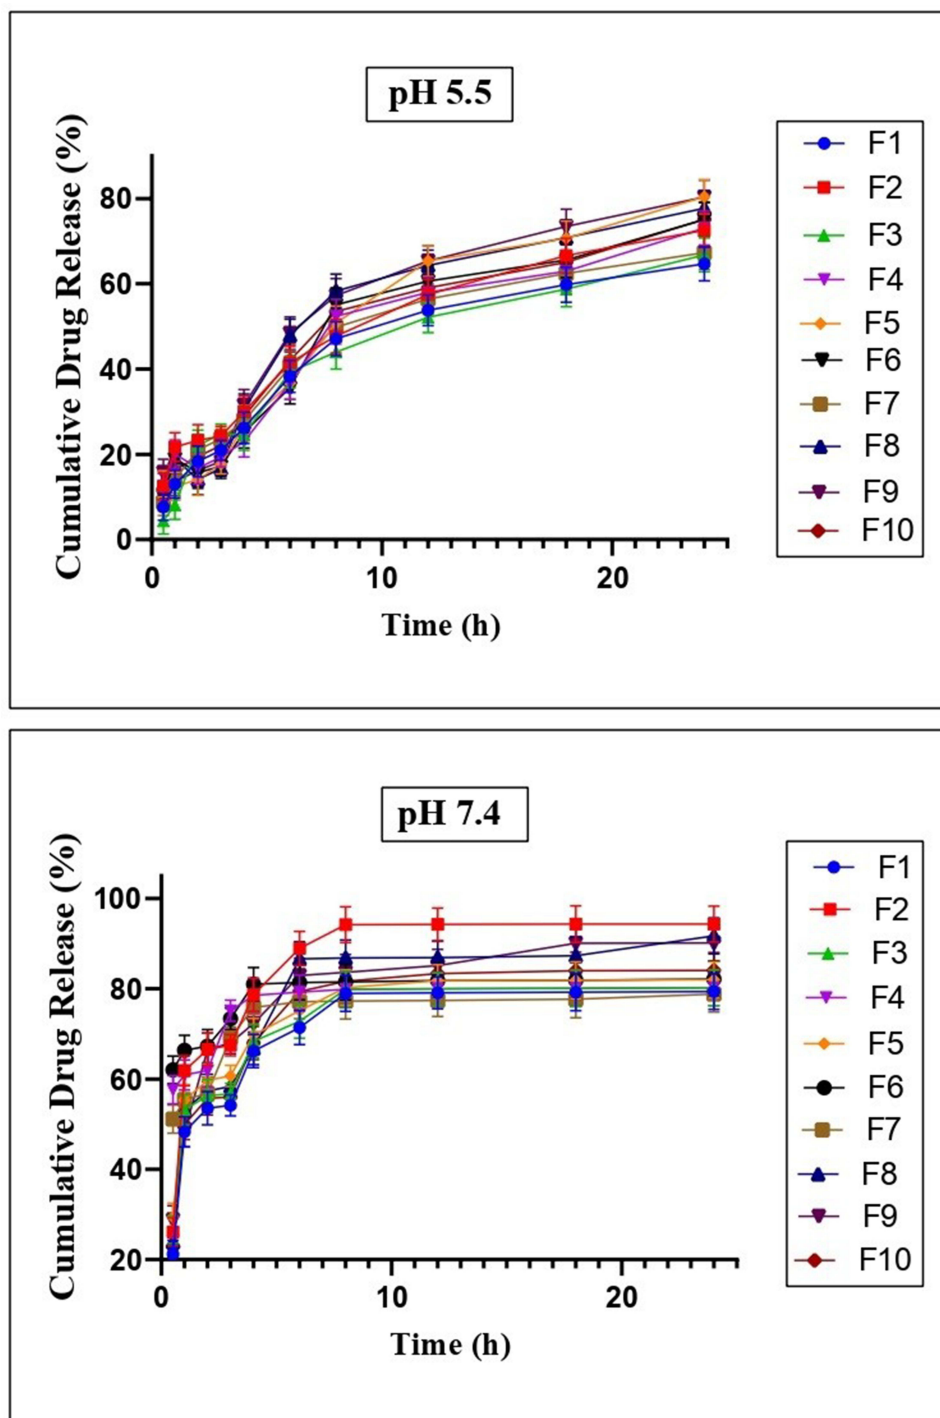 pH 5.5
Cumulative Drug Release (%)
80
60
40
20
0
0 10 20
Time (h)
F1
F2
F3
F4
F5
F6
F7
F8
F9
F10
pH 7.4
Cumulative Drug Release (%)
100
80
60
40
20
0 10 20
Time (h)
F1
F2
F3
F4
F5
F6
F7
F8
F9
F10